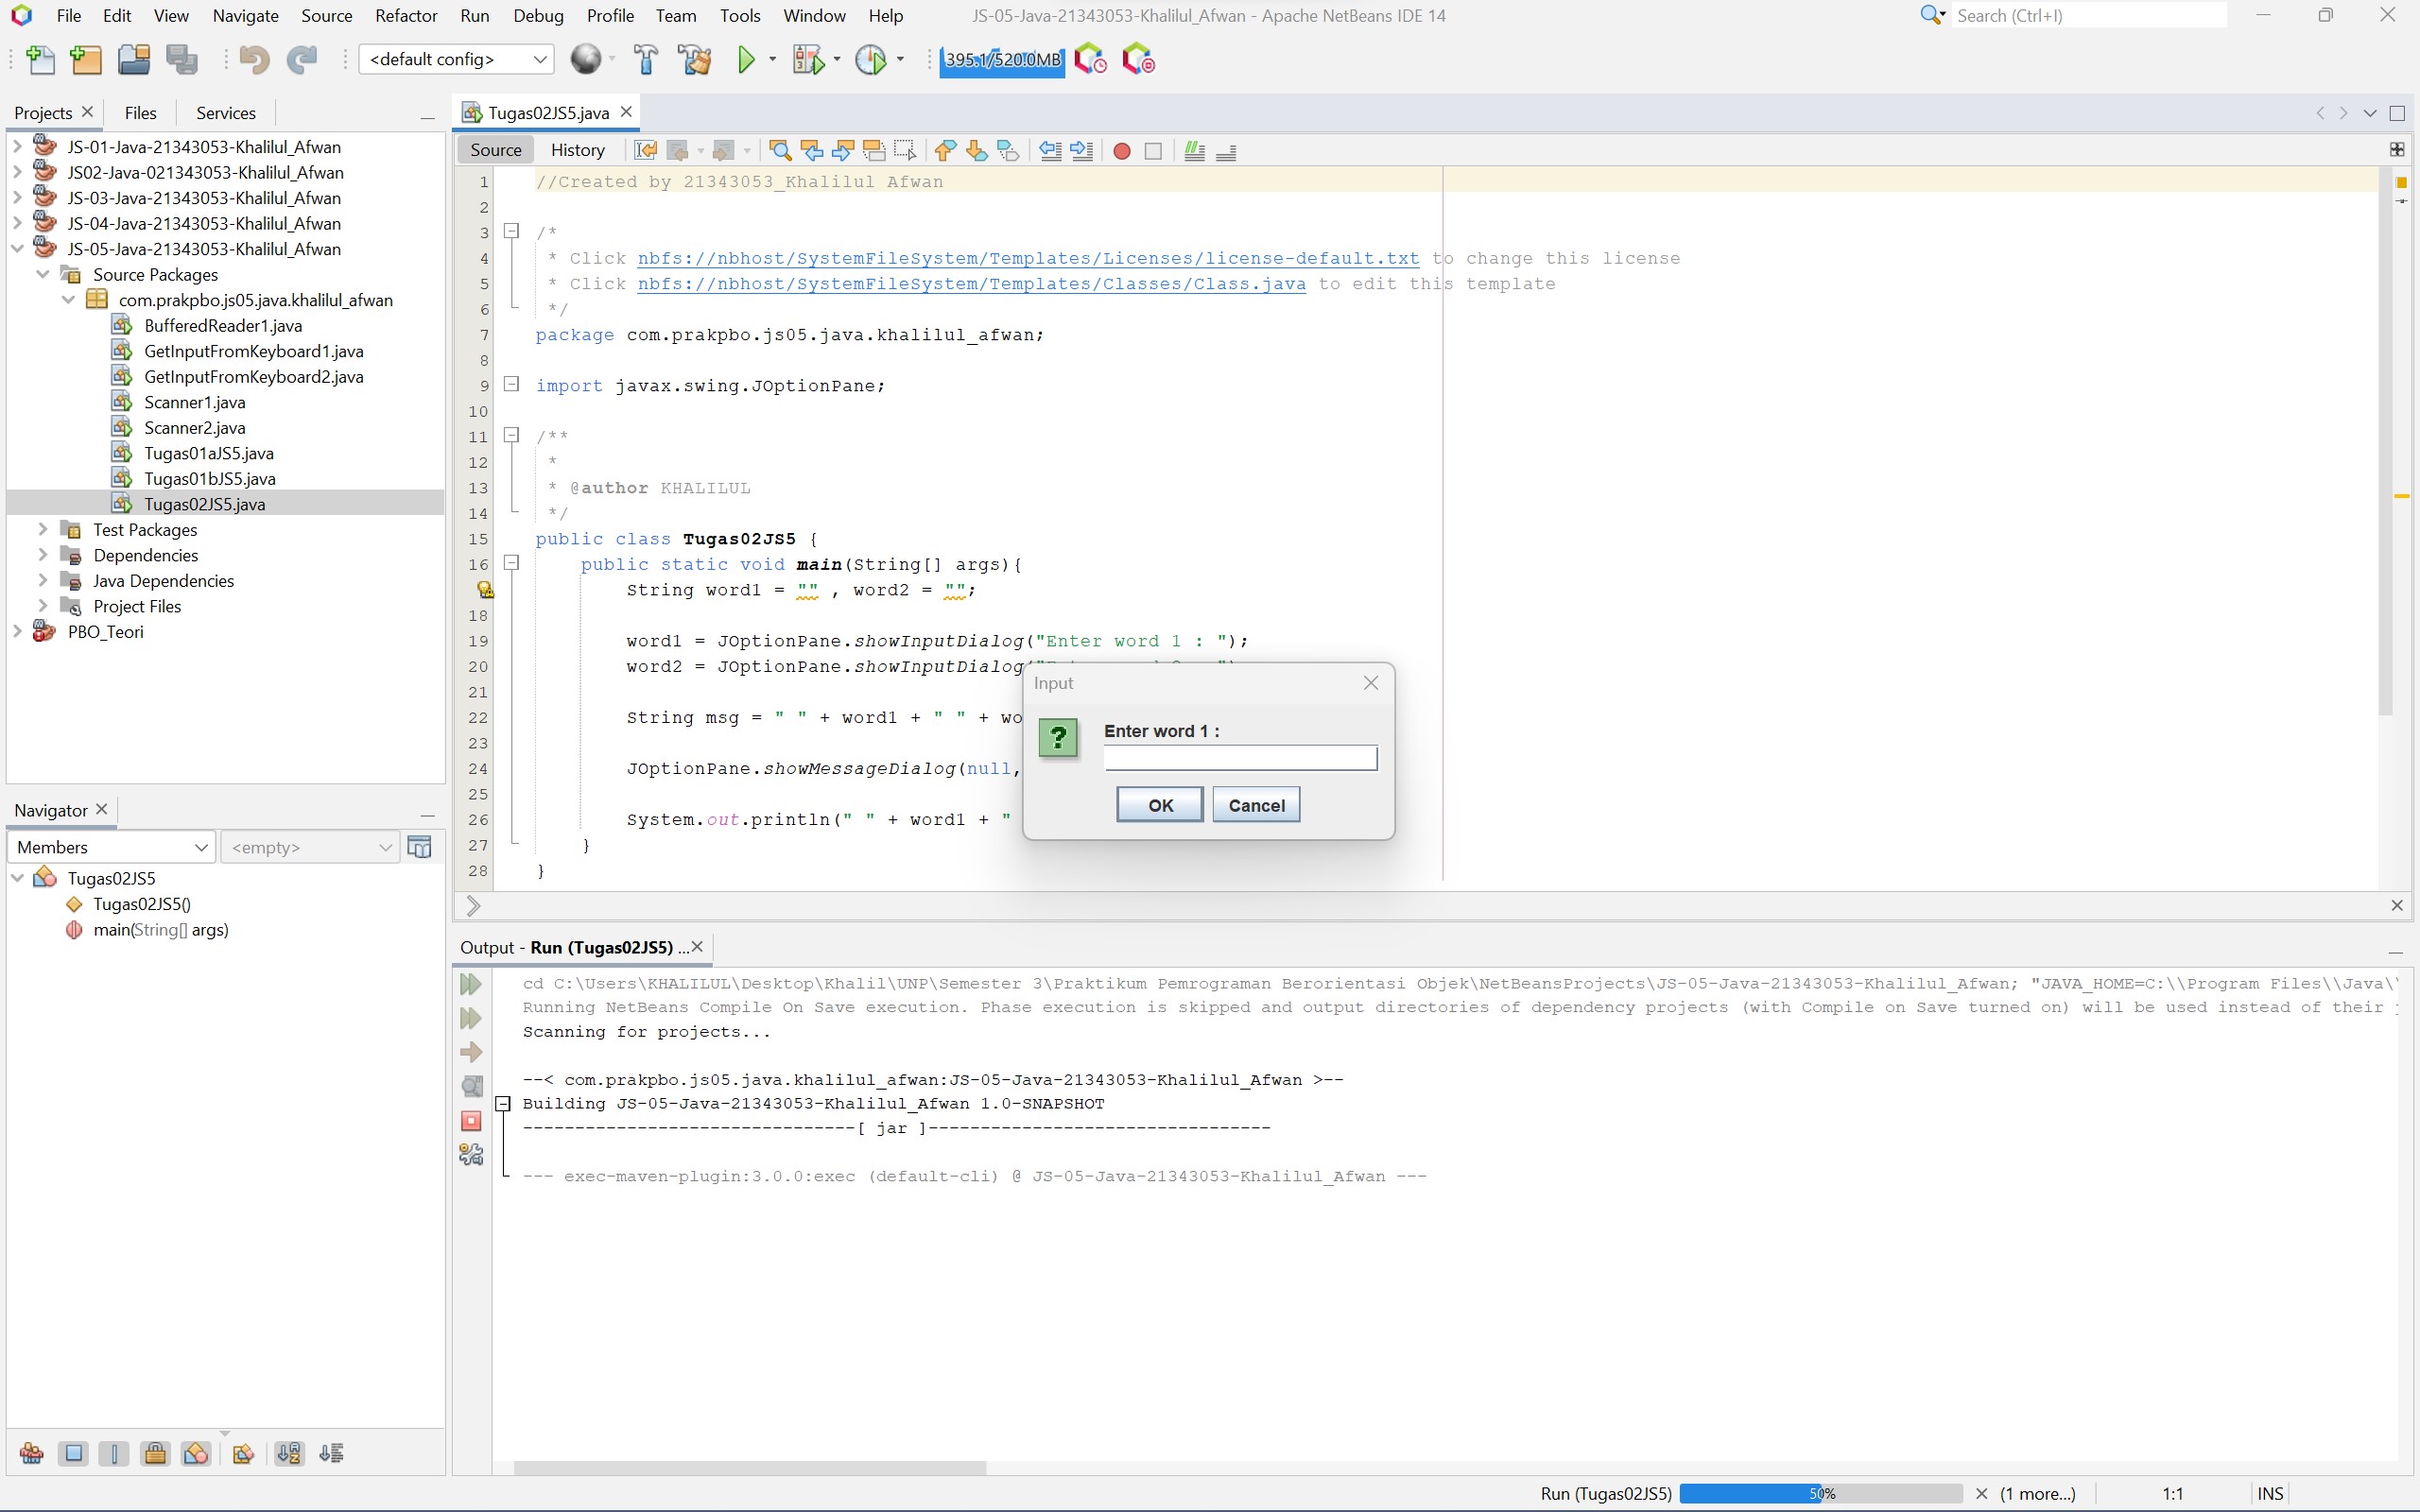 File Edit View Navigate Source Refactor Run Debug Profile Team Tools Window Help
JS-05-Java-21343053-Khalilul_Afwan - Apache NetBeans IDE 14
Search (Ctrl+I)
<default config>
395.1/520.0MB
Projects
Files
Services
JS-01-Java-21343053-Khalilul_Afwan
JS02-Java-021343053-Khalilul_Afwan
JS-03-Java-21343053-Khalilul_Afwan
JS-04-Java-21343053-Khalilul_Afwan
JS-05-Java-21343053-Khalilul_Afwan
Source Packages
com.prakpbo.js05.java.khalilul_afwan
BufferedReader1.java
GetInputFromKeyboard1.java
GetInputFromKeyboard2.java
Scanner1.java
Scanner2.java
Tugas01aJS5.java
Tugas01bJS5.java
Tugas02JS5.java
Test Packages
Dependencies
Java Dependencies
Project Files
PBO_Teori
Navigator
Members
<empty>
Tugas02JS5
Tugas02JS5()
main(String[] args)
Tugas02JS5.java
Source
History
1 //Created by 21343053_Khalilul Afwan
2
3 /*
4 * Click nbfs://nbhost/SystemFileSystem/Templates/Licenses/license-default.txt to change this license
5 * Click nbfs://nbhost/SystemFileSystem/Templates/Classes/Class.java to edit this template
6 */
7 package com.prakpbo.js05.java.khalilul_afwan;
8
9 import javax.swing.JOptionPane;
10
11 /**
12 *
13 * @author KHALILUL
14 */
15 public class Tugas02JS5 {
16 public static void main(String[] args){
String word1 = "" , word2 = "";
18
19 word1 = JOptionPane.showInputDialog("Enter word 1 : ");
20 word2 = JOptionPane.showInputDialog(
21
22 String msg = " " + word1 + " " + wo
23
24 JOptionPane.showMessageDialog(null,
25
26 System.out.println(" " + word1 + "
27 }
28 }
Input
Enter word 1 :
OK
Cancel
Output - Run (Tugas02JS5) ...
cd C:\Users\KHALILUL\Desktop\Khalil\UNP\Semester 3\Praktikum Pemrograman Berorientasi Objek\NetBeansProjects\JS-05-Java-21343053-Khalilul_Afwan; "JAVA_HOME=C:\\Program Files\\Java\\
Running NetBeans Compile On Save execution. Phase execution is skipped and output directories of dependency projects (with Compile on Save turned on) will be used instead of their
Scanning for projects...
--< com.prakpbo.js05.java.khalilul_afwan:JS-05-Java-21343053-Khalilul_Afwan >--
Building JS-05-Java-21343053-Khalilul_Afwan 1.0-SNAPSHOT
--------------------------------[ jar ]---------------------------------
--- exec-maven-plugin:3.0.0:exec (default-cli) @ JS-05-Java-21343053-Khalilul_Afwan ---
Run (Tugas02JS5)
50%
(1 more...)
1:1
INS